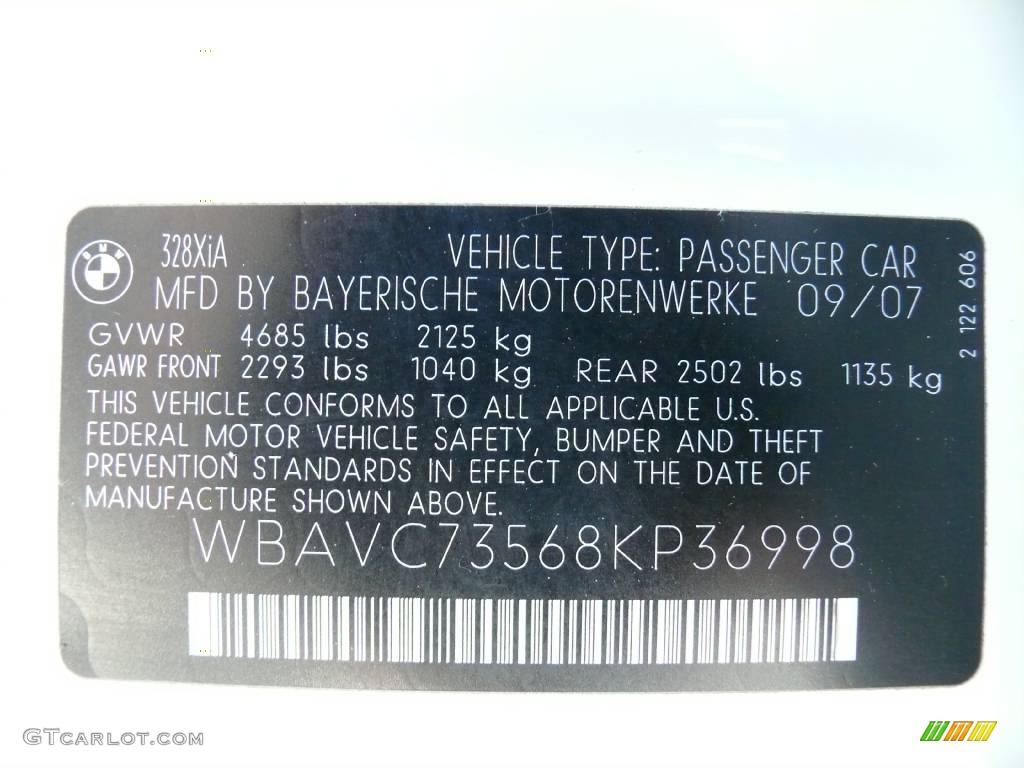 BMW
328XiA VEHICLE TYPE: PASSENGER CAR
MFD BY BAYERISCHE MOTORENWERKE 09/07
GVWR 4685 lbs 2125 kg
GAWR FRONT 2293 lbs 1040 kg REAR 2502 lbs 1135 kg
THIS VEHICLE CONFORMS TO ALL APPLICABLE U.S.
FEDERAL MOTOR VEHICLE SAFETY, BUMPER AND THEFT
PREVENTION STANDARDS IN EFFECT ON THE DATE OF
MANUFACTURE SHOWN ABOVE.
WBAVC73568KP36998
2 122 606
GTCARLOT.COM